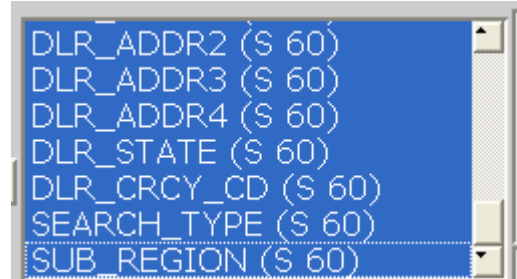 DLR_ADDR2 (S 60)
DLR_ADDR3 (S 60)
DLR_ADDR4 (S 60)
DLR_STATE (S 60)
DLR_CRCY_CD (S 60)
SEARCH_TYPE (S 60)
SUB_REGION (S 60)